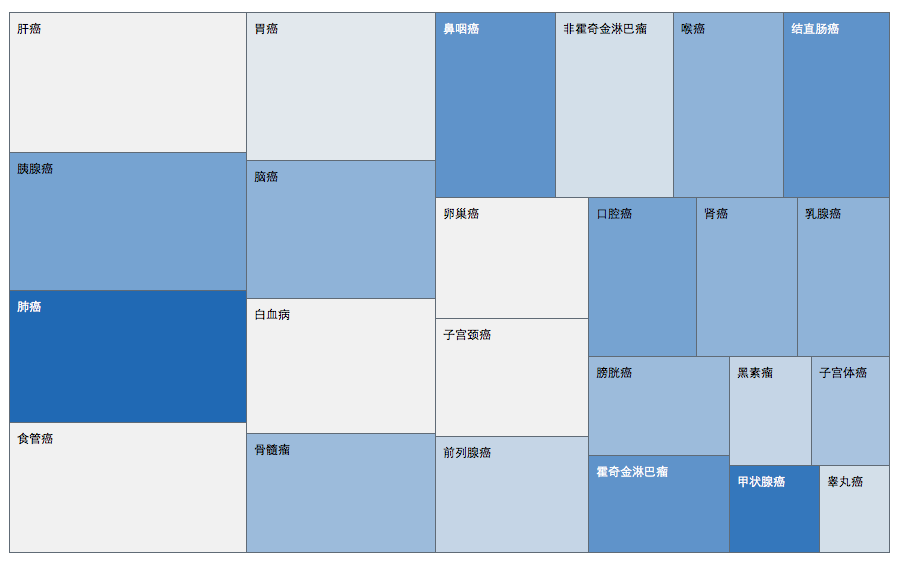 肝癌
胰腺癌
肺癌
食管癌
胃癌
脑癌
白血病
骨髓瘤
鼻咽癌
非霍奇金淋巴瘤
喉癌
结直肠癌
卵巢癌
子宫颈癌
前列腺癌
口腔癌
肾癌
乳腺癌
膀胱癌
霍奇金淋巴瘤
黑素瘤
子宫体癌
甲状腺癌
睾丸癌